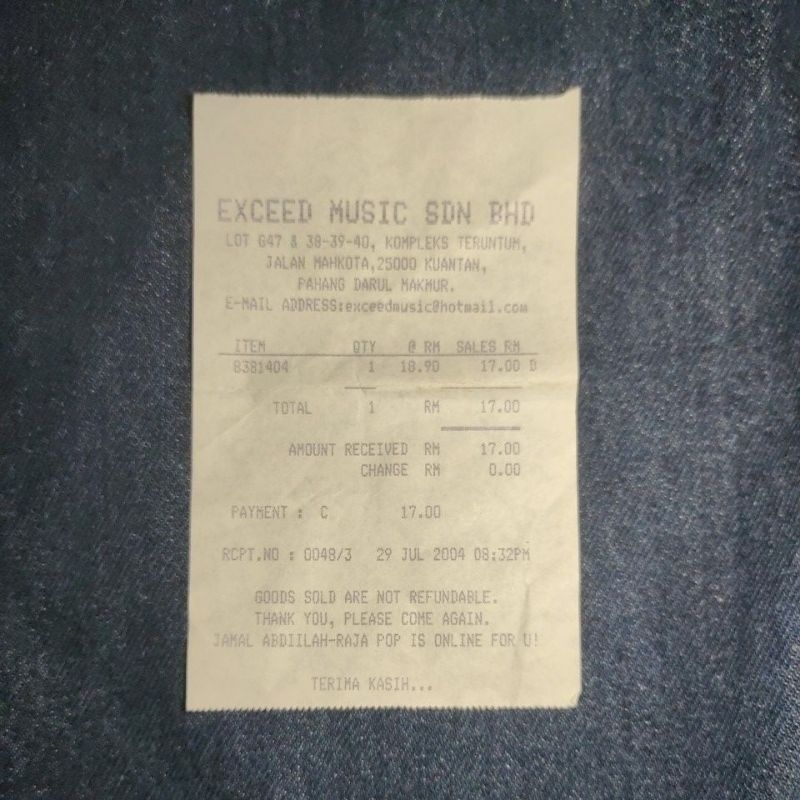 EXCEED MUSIC SDN BHD
LOT G47 & 38-39-40, KOMPLEKS TERUNTUM,
JALAN MAHKOTA,25000 KUANTAN,
PAHANG DARUL MAKMUR.
E-MAIL ADDRESS:exceedmusic@hotmail.com
ITEM QTY @ RM SALES RM
8381404 1 18.90 17.00 D
TOTAL 1 RM 17.00
AMOUNT RECEIVED RM 17.00
CHANGE RM 0.00
PAYMENT : C 17.00
RCPT.NO : 0048/3 29 JUL 2004 08:32PM
GOODS SOLD ARE NOT REFUNDABLE.
THANK YOU, PLEASE COME AGAIN.
JAMAL ABDIILAH-RAJA POP IS ONLINE FOR U!
TERIMA KASIH...